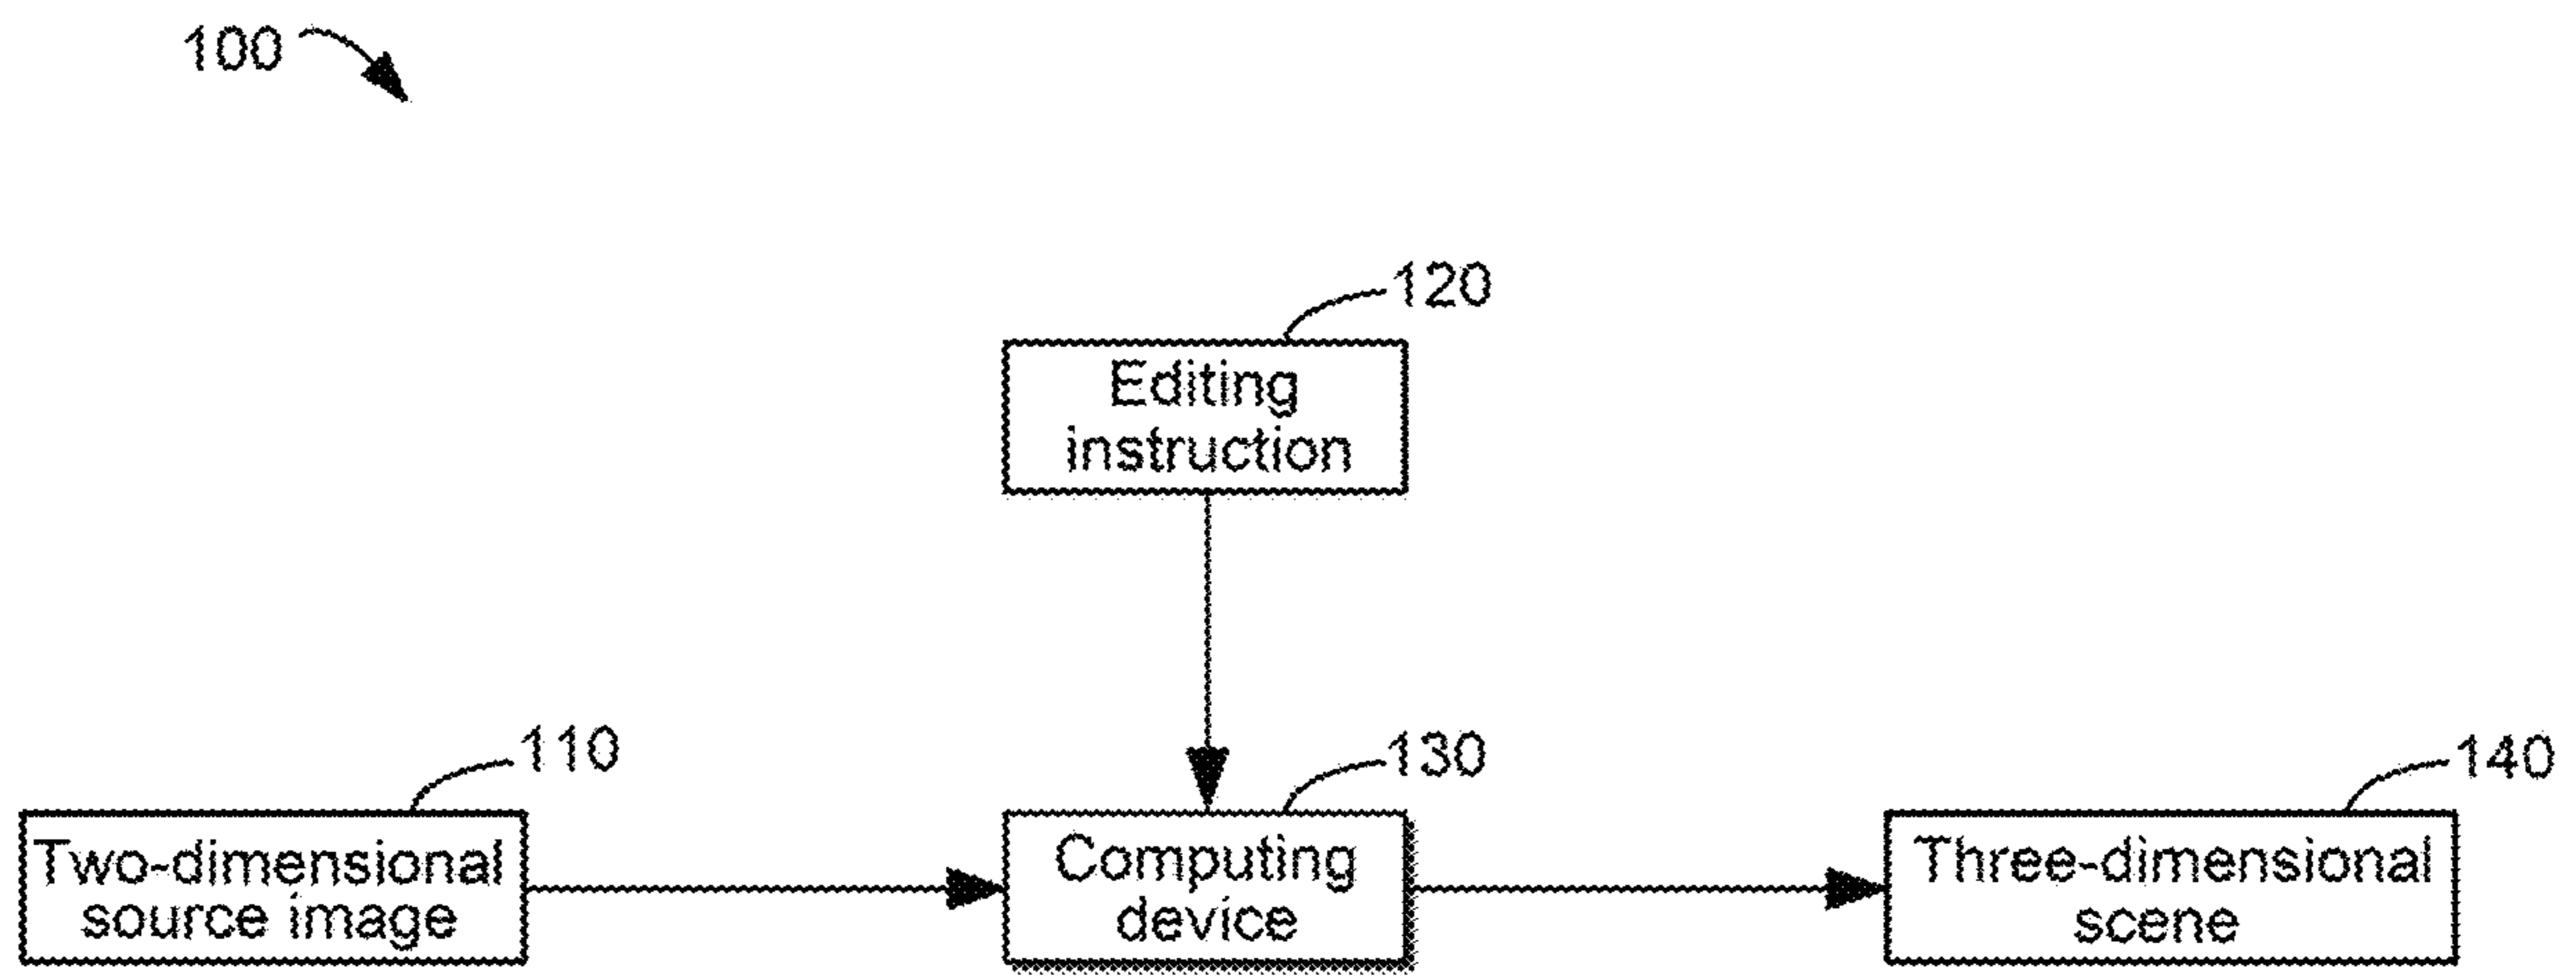 100
120
Editing
instruction
110
130
140
Two-dimensional
source image
Computing
device
Three-dimensional
scene